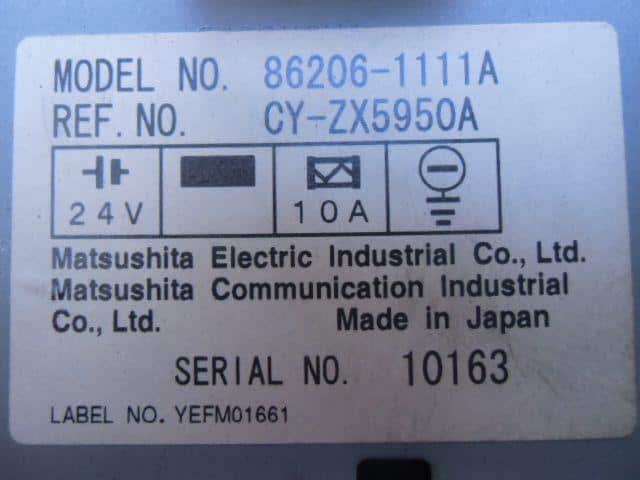 MODEL NO. 86206-1111A
REF. NO. CY-ZX5950A
24V 10A
Matsushita Electric Industrial Co., Ltd.
Matsushita Communication Industrial
Co., Ltd. Made in Japan
SERIAL NO. 10163
LABEL NO. YEFM01661